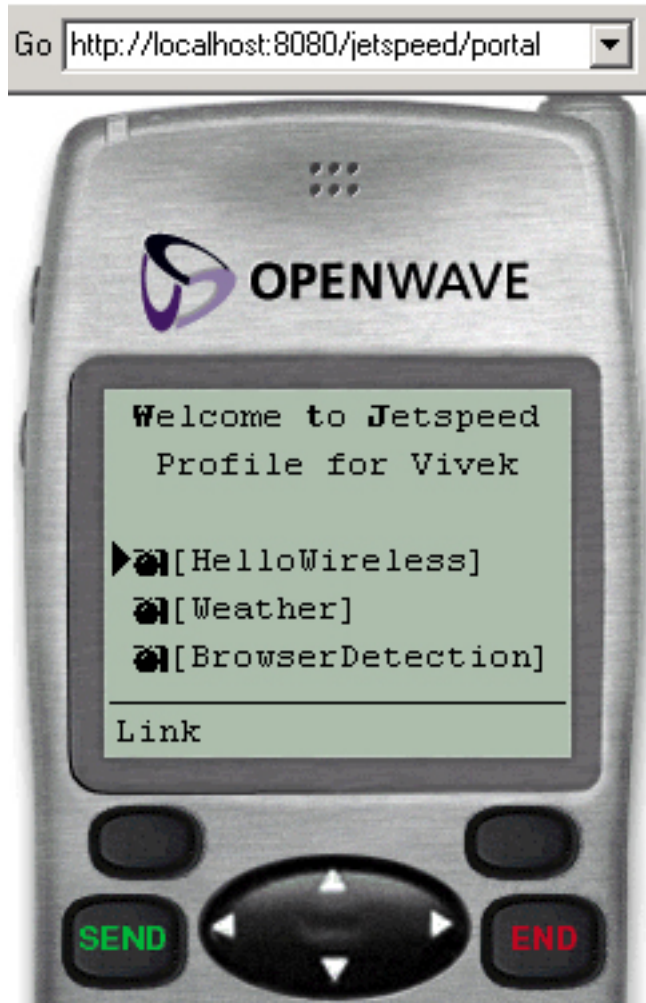 Go http://localhost:8080/jetspeed/portal
OPENWAVE
Welcome to Jetspeed
Profile for Vivek
[HelloWireless]
[Weather]
[BrowserDetection]
Link
SEND
END